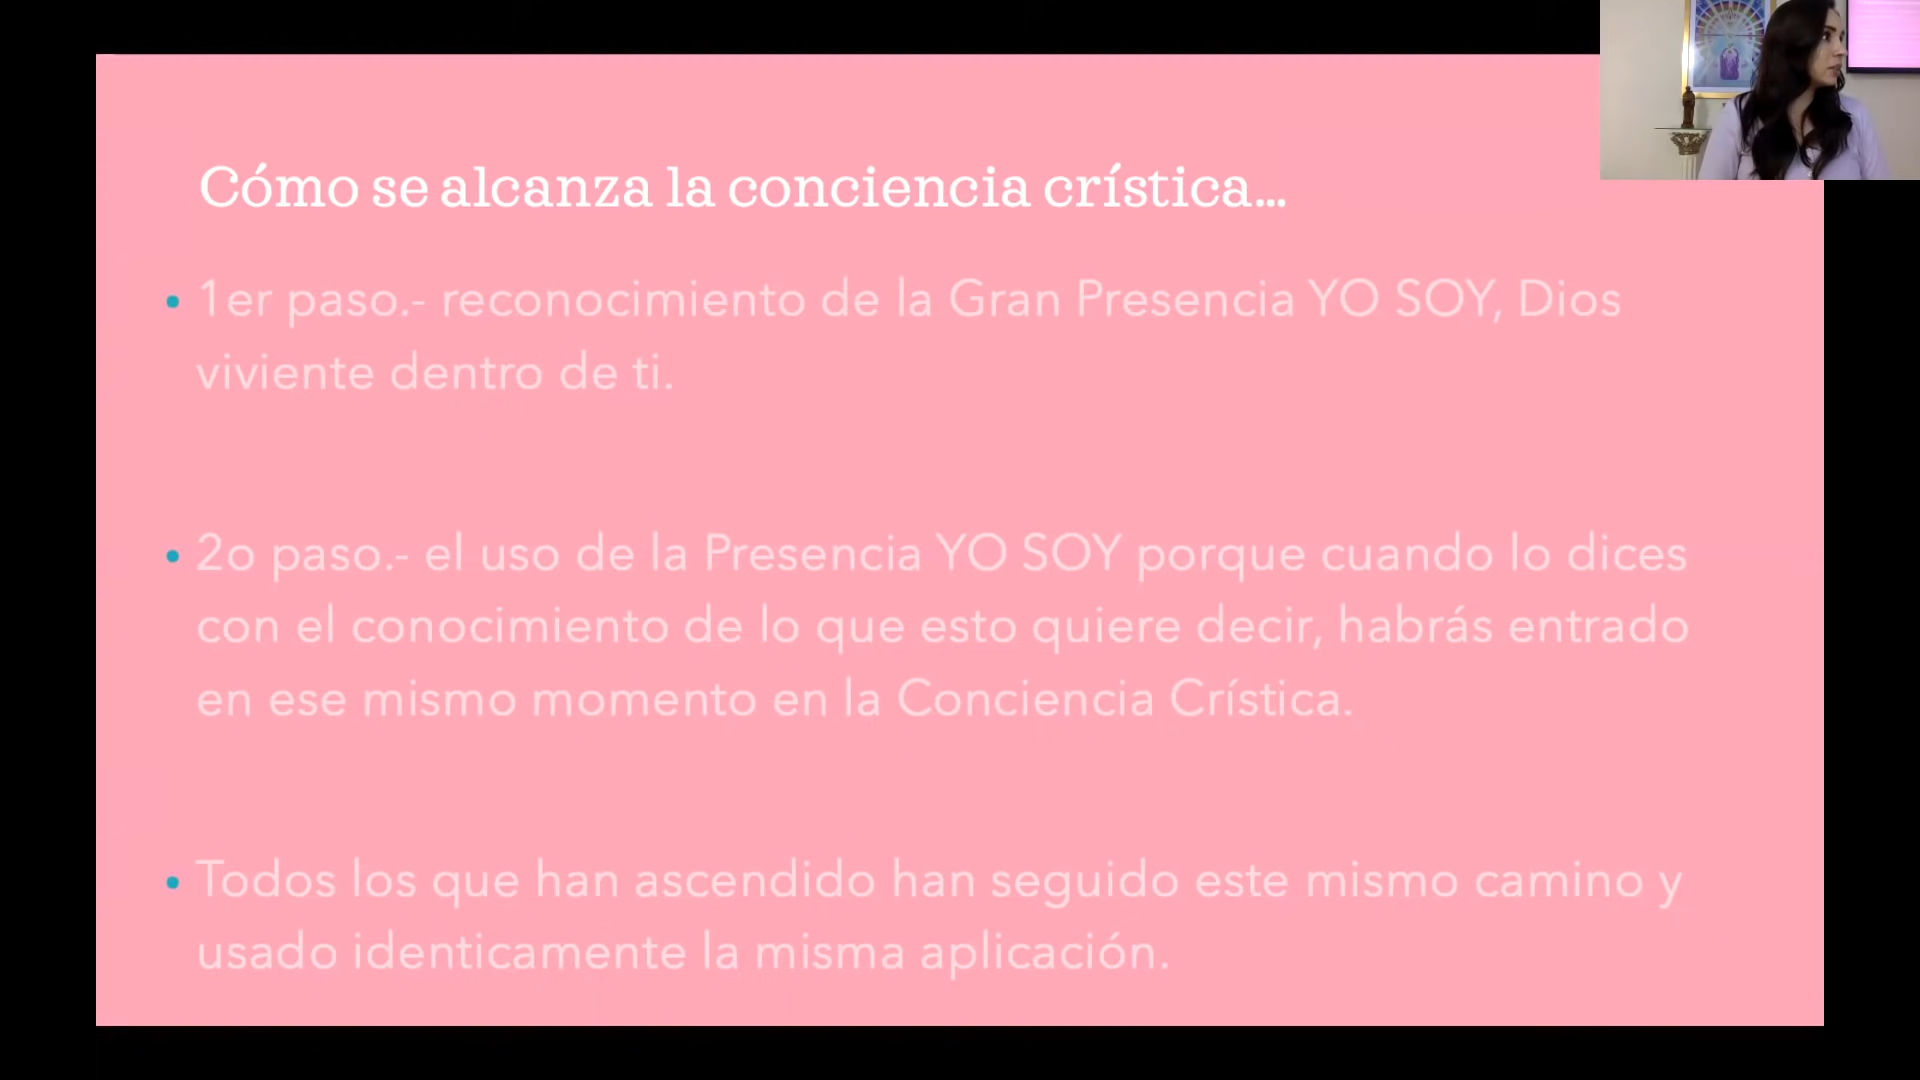 Cómo se alcanza la conciencia crística...
• 1er paso.- reconocimiento de la Gran Presencia YO SOY, Dios
viviente dentro de ti.
• 2o paso.- el uso de la Presencia YO SOY porque cuando lo dices
con el conocimiento de lo que esto quiere decir, habrás entrado
en ese mismo momento en la Conciencia Crística.
• Todos los que han ascendido han seguido este mismo camino y
usado identicamente la misma aplicación.